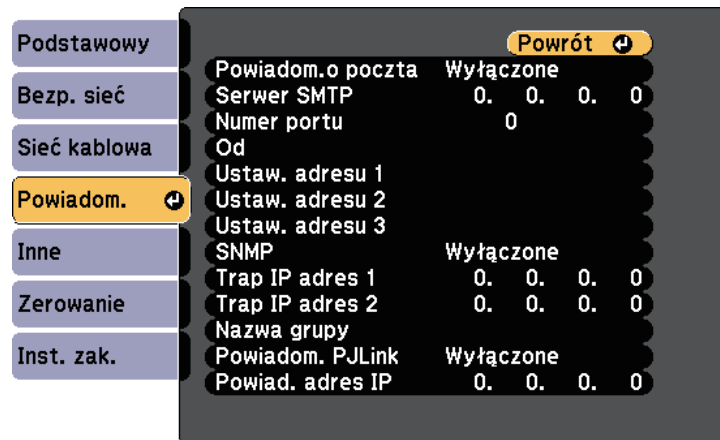 Podstawowy
Bezp. sieć
Sieć kablowa
Powiadom.
Inne
Zerowanie
Inst. zak.
Powrót
Powiadom.o poczta Wyłączone
Serwer SMTP 0. 0. 0. 0
Numer portu 0
Od
Ustaw. adresu 1
Ustaw. adresu 2
Ustaw. adresu 3
SNMP Wyłączone
Trap IP adres 1 0. 0. 0. 0
Trap IP adres 2 0. 0. 0. 0
Nazwa grupy
Powiadom. PJLink Wyłączone
Powiad. adres IP 0. 0. 0. 0